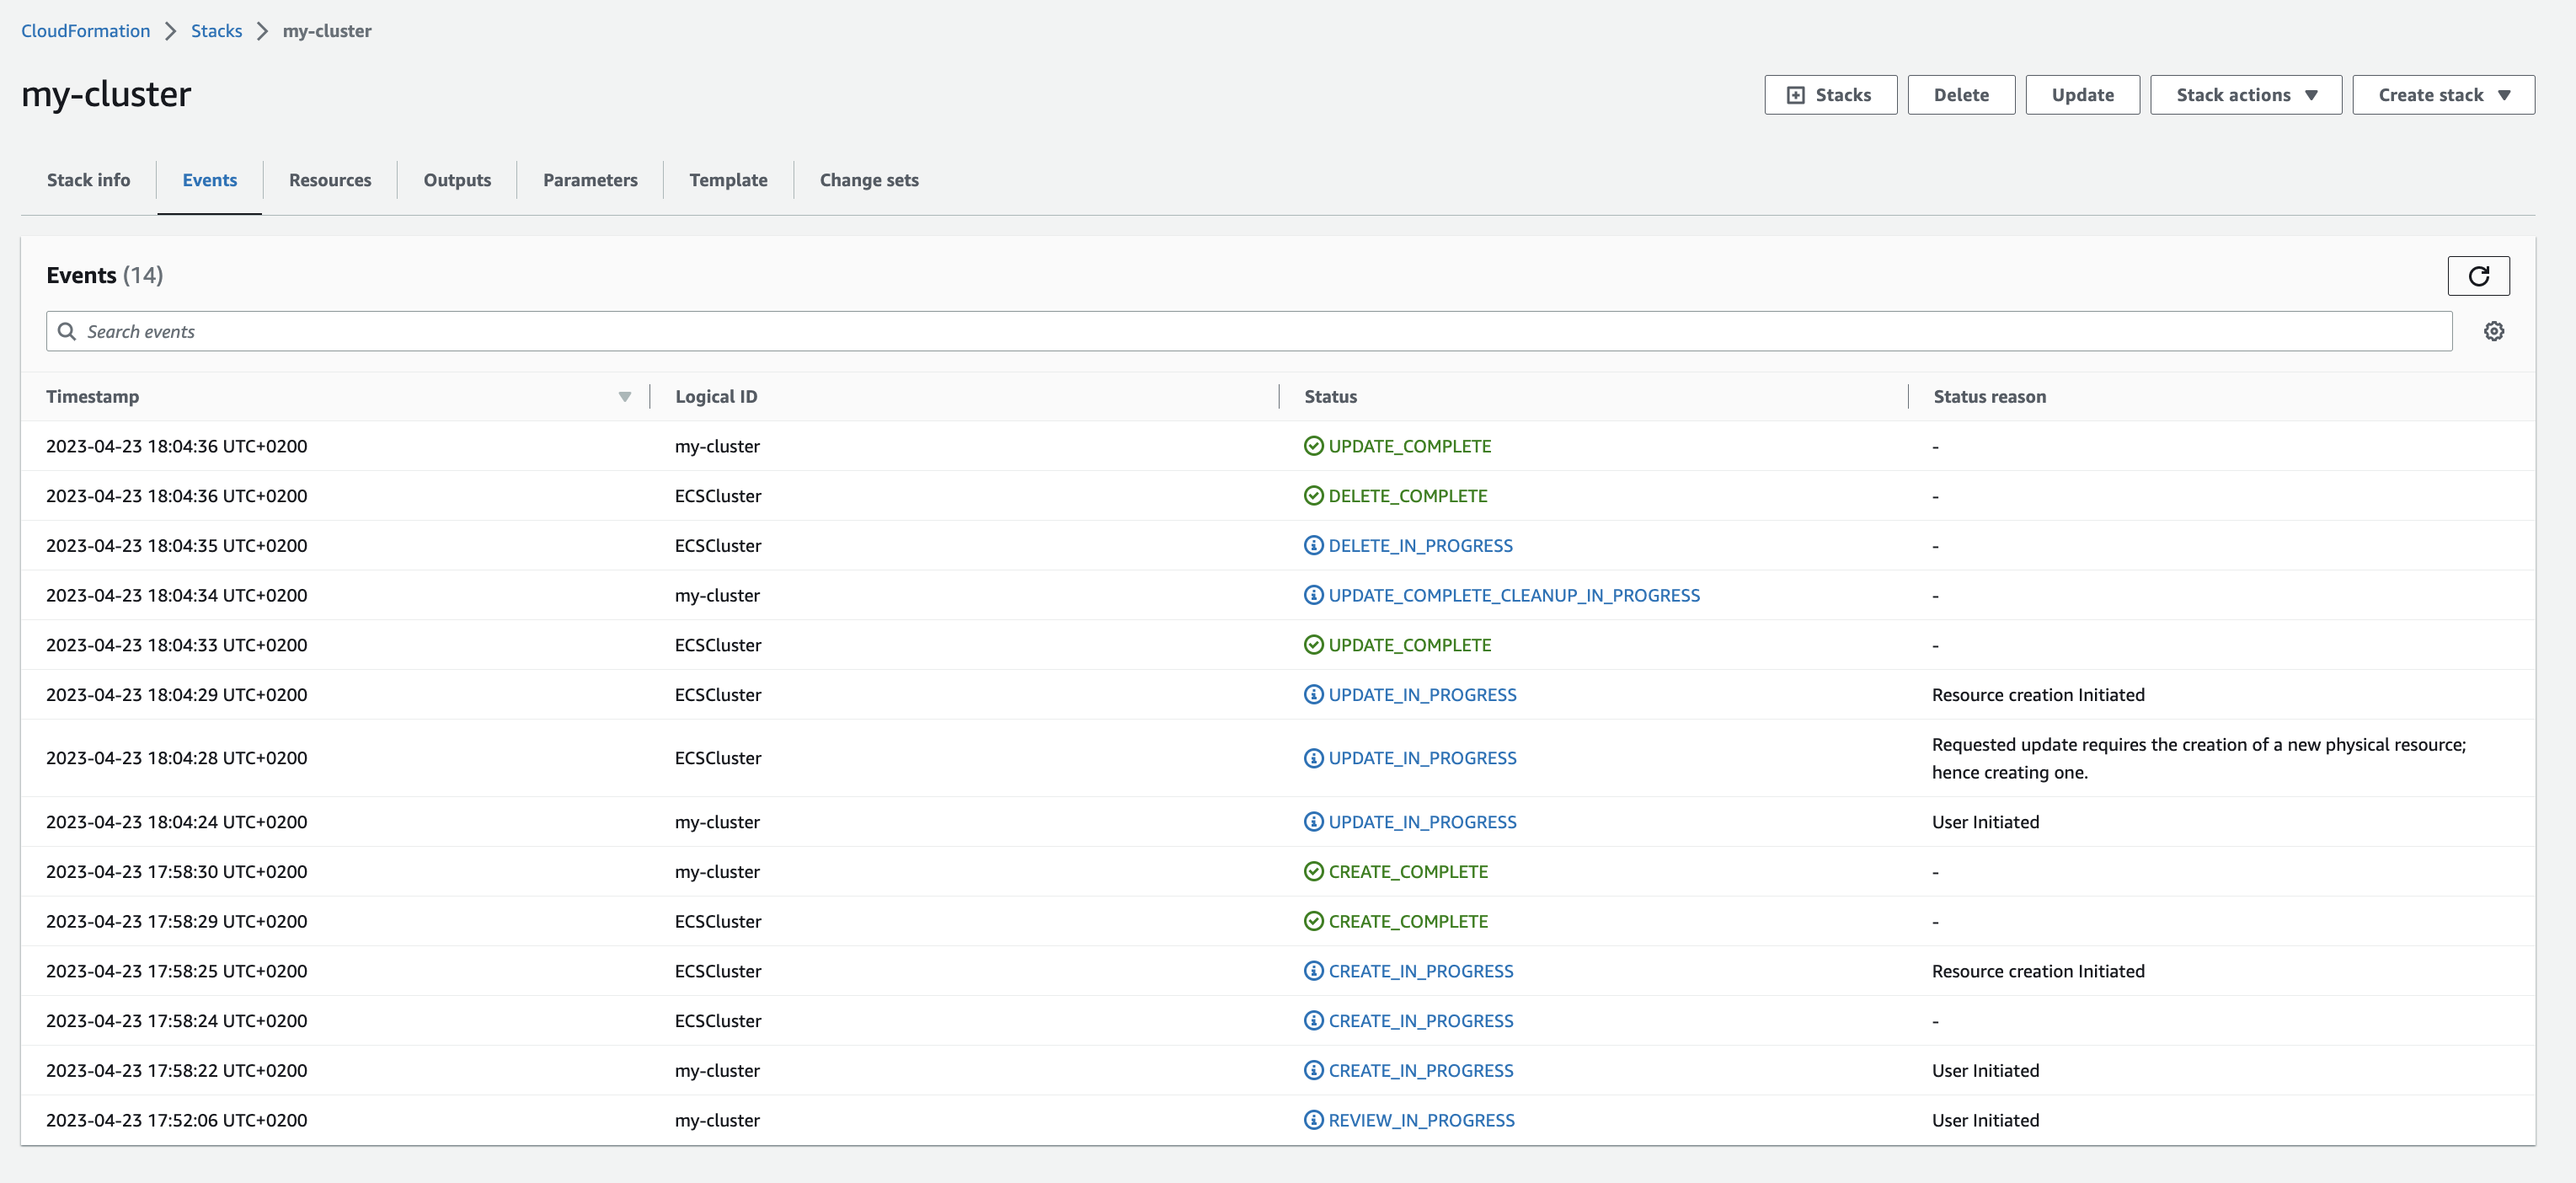 CloudFormation > Stacks > my-cluster
my-cluster
Stacks Delete Update Stack actions Create stack
Stack info Events Resources Outputs Parameters Template Change sets
Events (14)
Search events
Timestamp Logical ID Status Status reason
2023-04-23 18:04:36 UTC+0200 my-cluster UPDATE_COMPLETE -
2023-04-23 18:04:36 UTC+0200 ECSCluster DELETE_COMPLETE -
2023-04-23 18:04:35 UTC+0200 ECSCluster DELETE_IN_PROGRESS -
2023-04-23 18:04:34 UTC+0200 my-cluster UPDATE_COMPLETE_CLEANUP_IN_PROGRESS -
2023-04-23 18:04:33 UTC+0200 ECSCluster UPDATE_COMPLETE -
2023-04-23 18:04:29 UTC+0200 ECSCluster UPDATE_IN_PROGRESS Resource creation Initiated
2023-04-23 18:04:28 UTC+0200 ECSCluster UPDATE_IN_PROGRESS Requested update requires the creation of a new physical resource;
hence creating one.
2023-04-23 18:04:24 UTC+0200 my-cluster UPDATE_IN_PROGRESS User Initiated
2023-04-23 17:58:30 UTC+0200 my-cluster CREATE_COMPLETE -
2023-04-23 17:58:29 UTC+0200 ECSCluster CREATE_COMPLETE -
2023-04-23 17:58:25 UTC+0200 ECSCluster CREATE_IN_PROGRESS Resource creation Initiated
2023-04-23 17:58:24 UTC+0200 ECSCluster CREATE_IN_PROGRESS -
2023-04-23 17:58:22 UTC+0200 my-cluster CREATE_IN_PROGRESS User Initiated
2023-04-23 17:52:06 UTC+0200 my-cluster REVIEW_IN_PROGRESS User Initiated